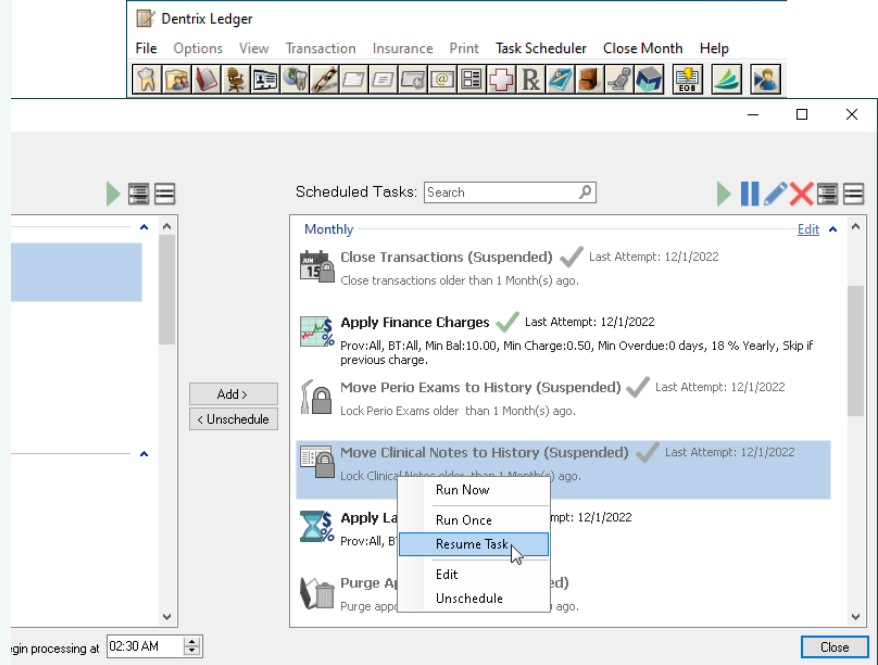 Dentrix Ledger
File Options View Transaction Insurance Print Task Scheduler Close Month Help
EOB
Scheduled Tasks: Search
Monthly Edit
Close Transactions (Suspended) Last Attempt: 12/1/2022
JUN
15
Close transactions older than 1 Month(s) ago.
Apply Finance Charges Last Attempt: 12/1/2022
Prov:All, BT:All, Min Bal:10.00, Min Charge:0.50, Min Overdue:0 days, 18 % Yearly, Skip if
previous charge.
Move Perio Exams to History (Suspended) Last Attempt: 12/1/2022
Lock Perio Exams older than 1 Month(s) ago.
Add >
< Unschedule
Move Clinical Notes to History (Suspended) Last Attempt: 12/1/2022
Lock Clinical Notes older than 1 Month(s) ago.
Run Now
Apply La
Run Once
mpt: 12/1/2022
Prov:All, B
Resume Task
Edit
Purge Ap
ed)
Purge appo
Unschedule
ago.
gin processing at 02:30 AM
Close